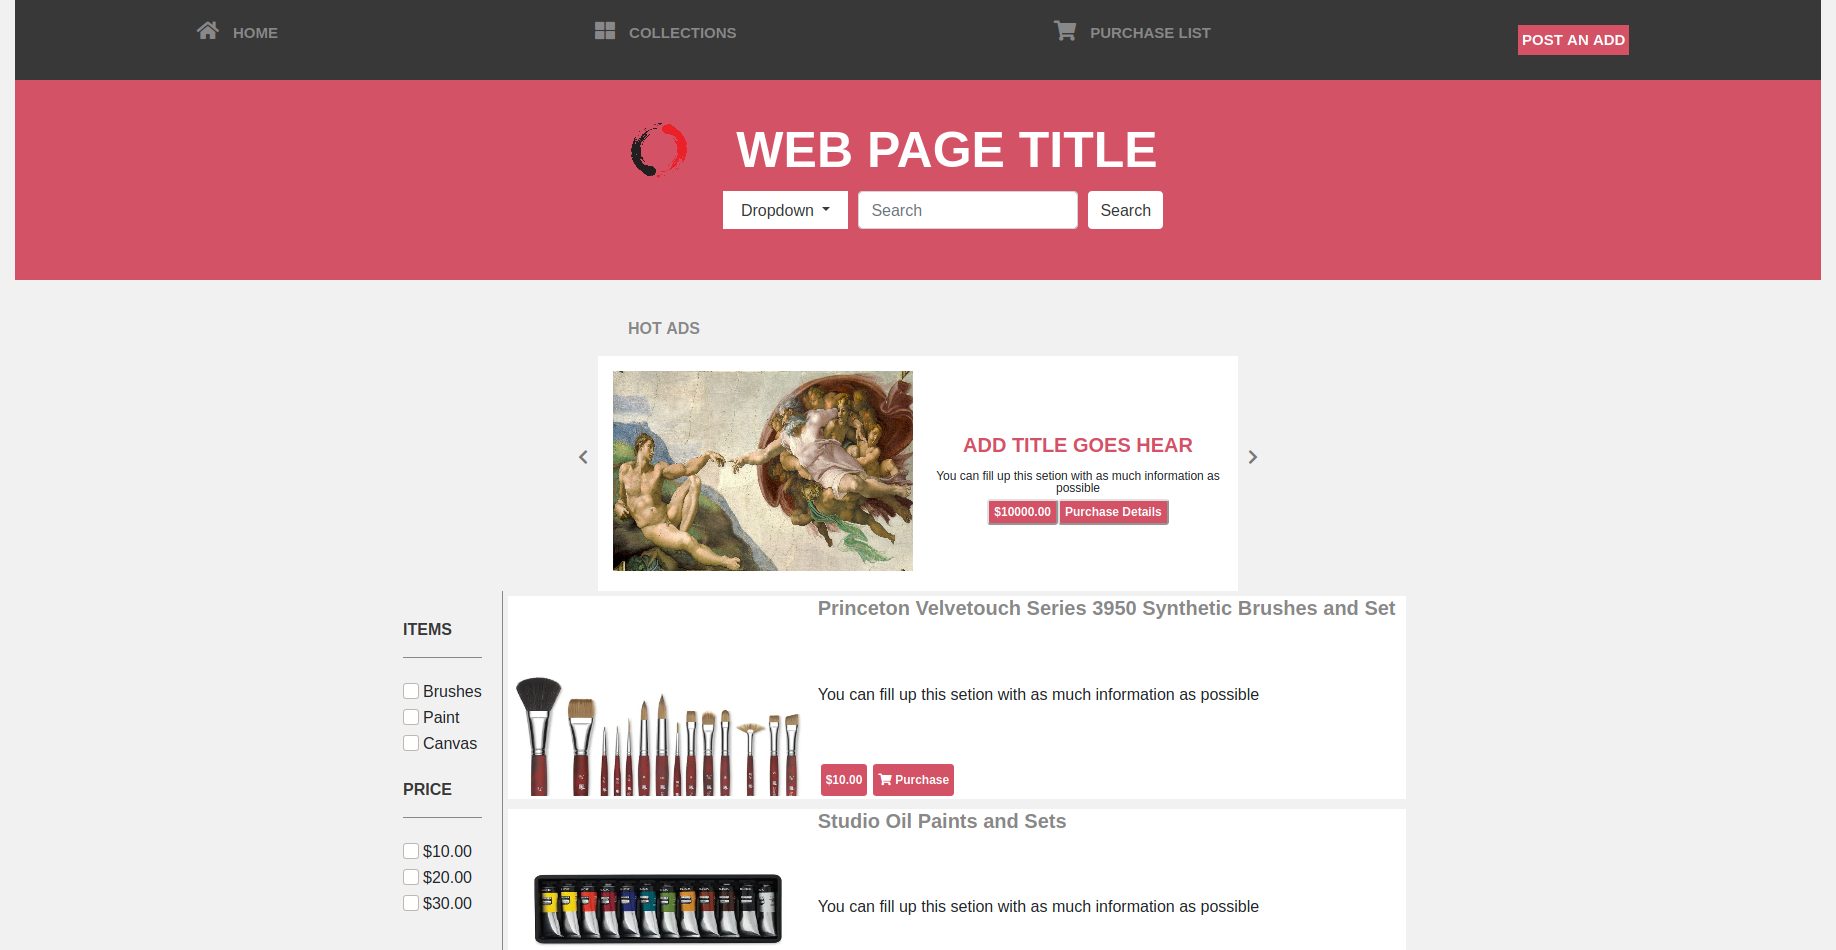 HOME
COLLECTIONS
PURCHASE LIST
POST AN ADD
WEB PAGE TITLE
Dropdown
Search
Search
HOT ADS
ADD TITLE GOES HEAR
You can fill up this setion with as much information as
possible
$10000.00
Purchase Details
ITEMS
Brushes
Paint
Canvas
PRICE
$10.00
$20.00
$30.00
Princeton Velvetouch Series 3950 Synthetic Brushes and Set
You can fill up this setion with as much information as possible
$10.00
Purchase
Studio Oil Paints and Sets
You can fill up this setion with as much information as possible